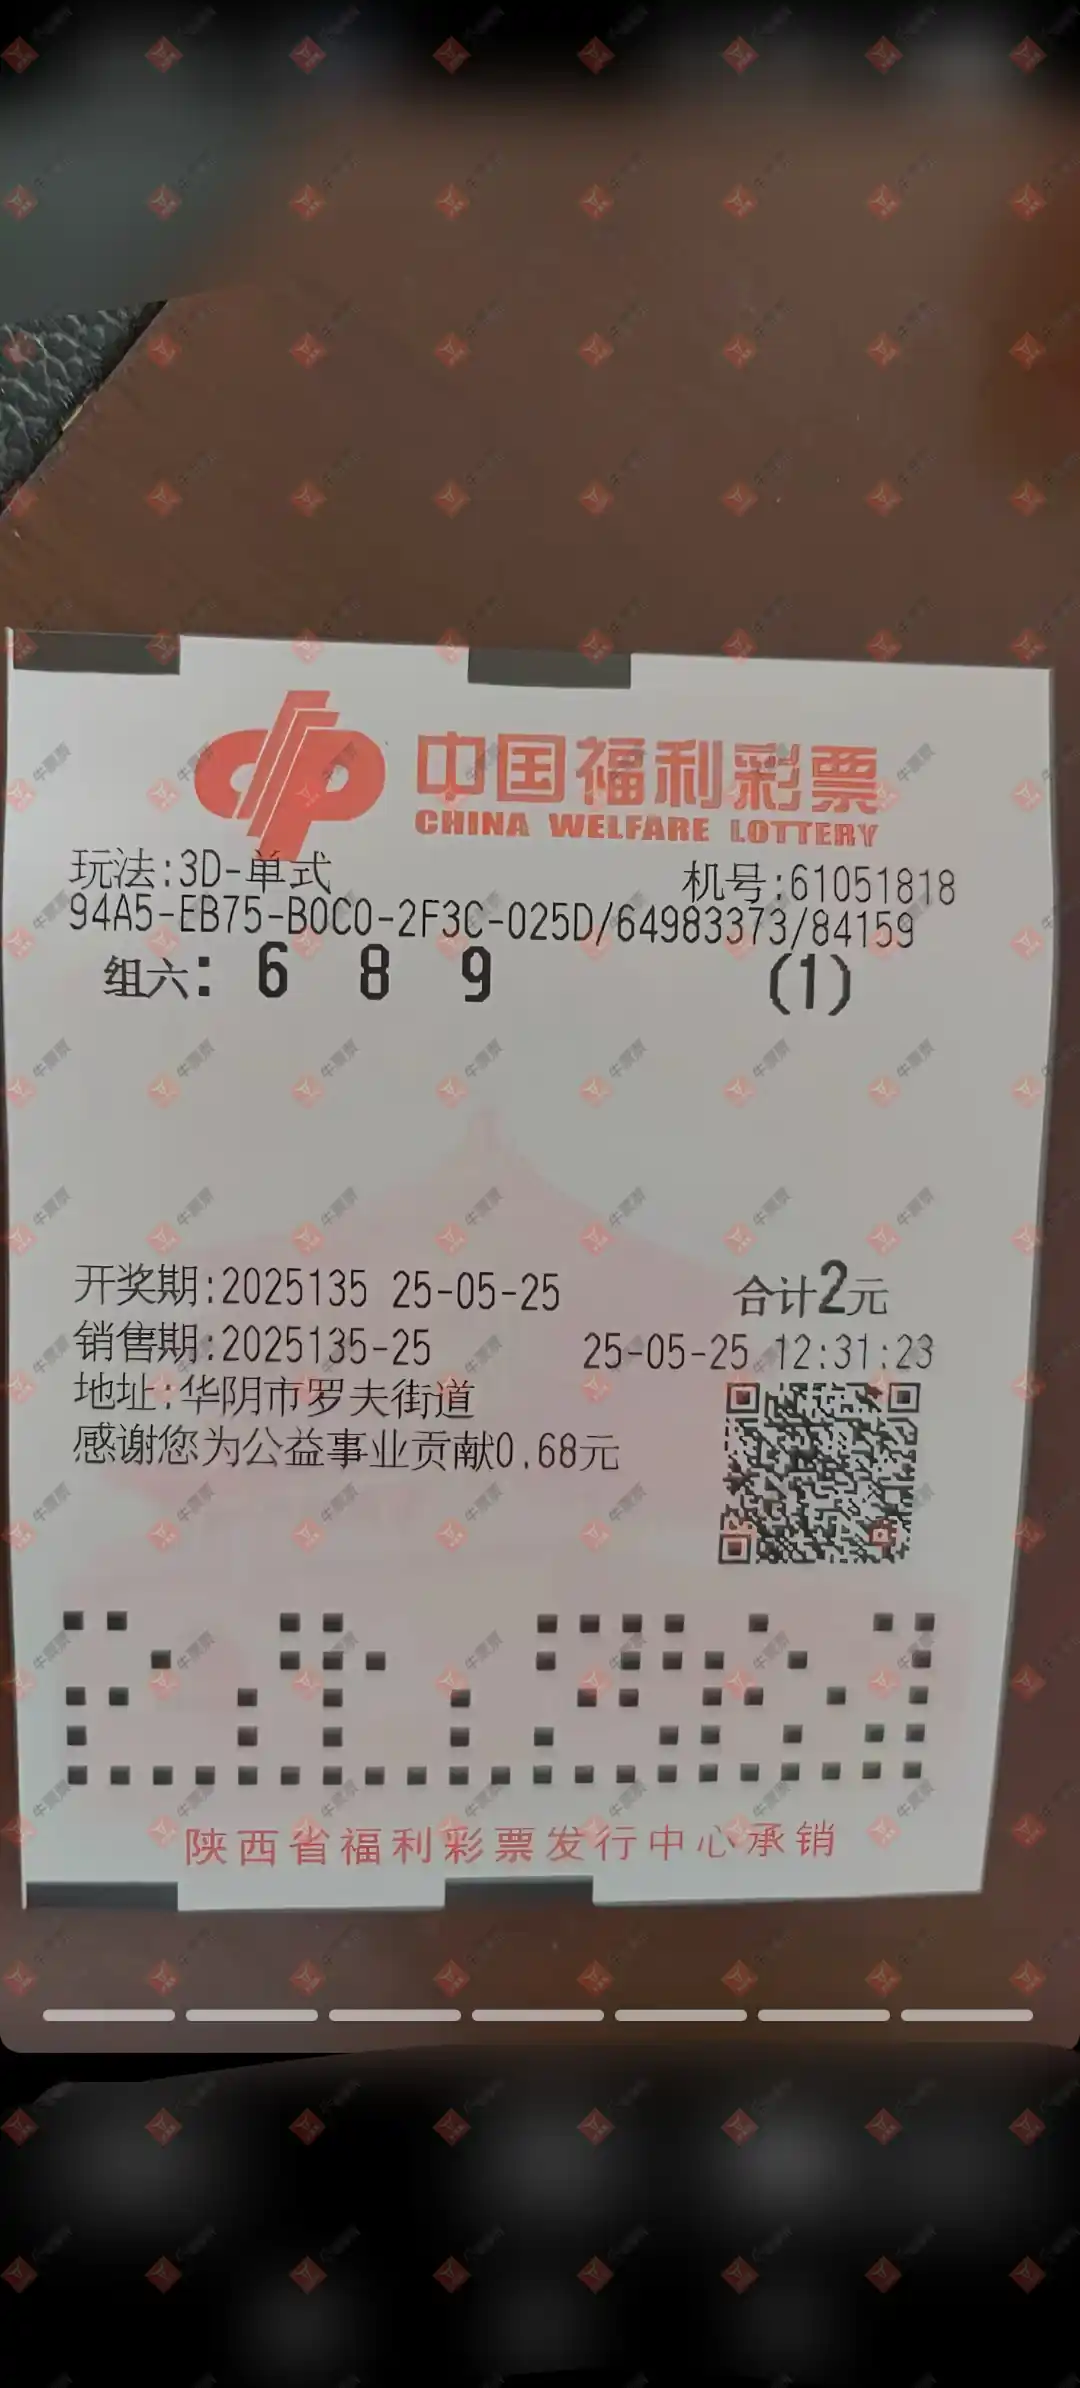 中国福利彩票
CHINA WELFARE LOTTERY
玩法:3D-单式 机号:61051818
94A5-EB75-B0C0-2F3C-025D/64983373/84159
组六: 6 8 9 (1)
开奖期:2025135 25-05-25 合计2元
销售期:2025135-25 25-05-25 12:31:23
地址:华阴市罗夫街道
感谢您为公益事业贡献0.68元
陕西省福利彩票发行中心承销